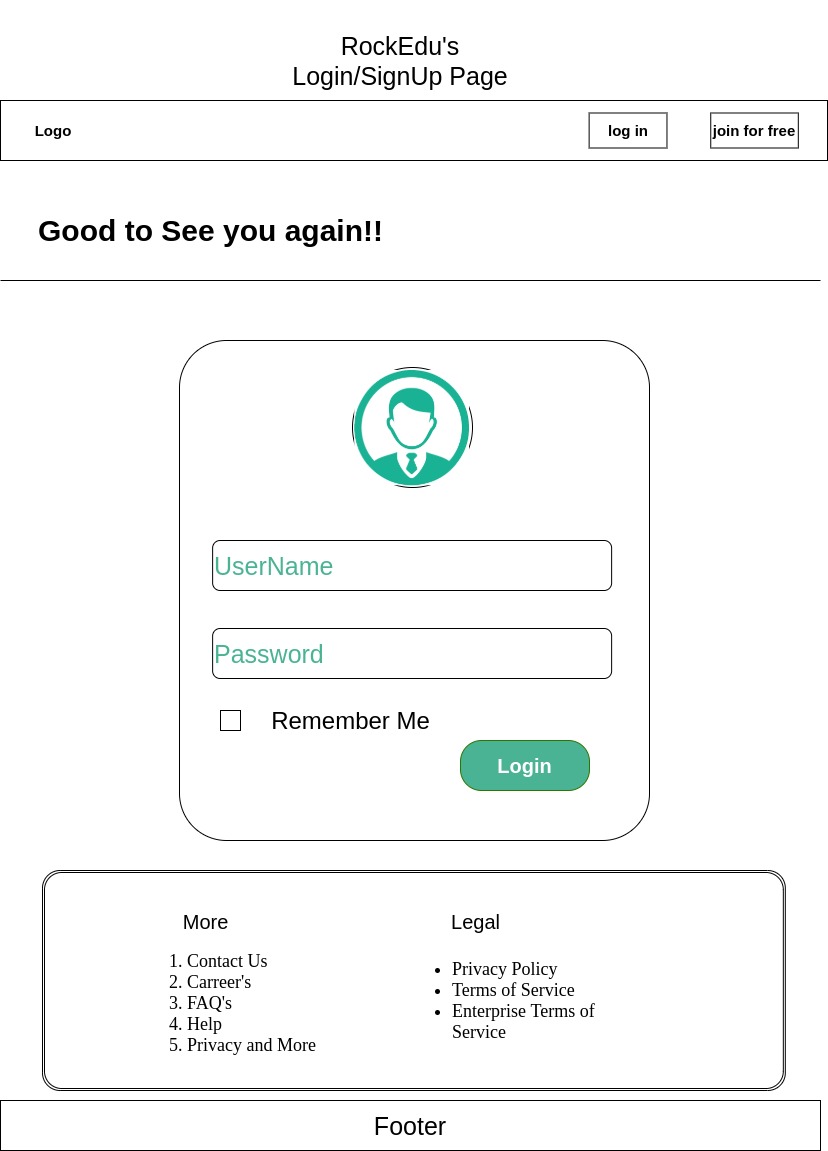 RockEdu's
Login/SignUp Page
Logo
log in
join for free
Good to See you again!!
UserName
Password
Remember Me
Login
More
1. Contact Us
2. Carreer's
3. FAQ's
4. Help
5. Privacy and More
Legal
• Privacy Policy
• Terms of Service
• Enterprise Terms of
Service
Footer